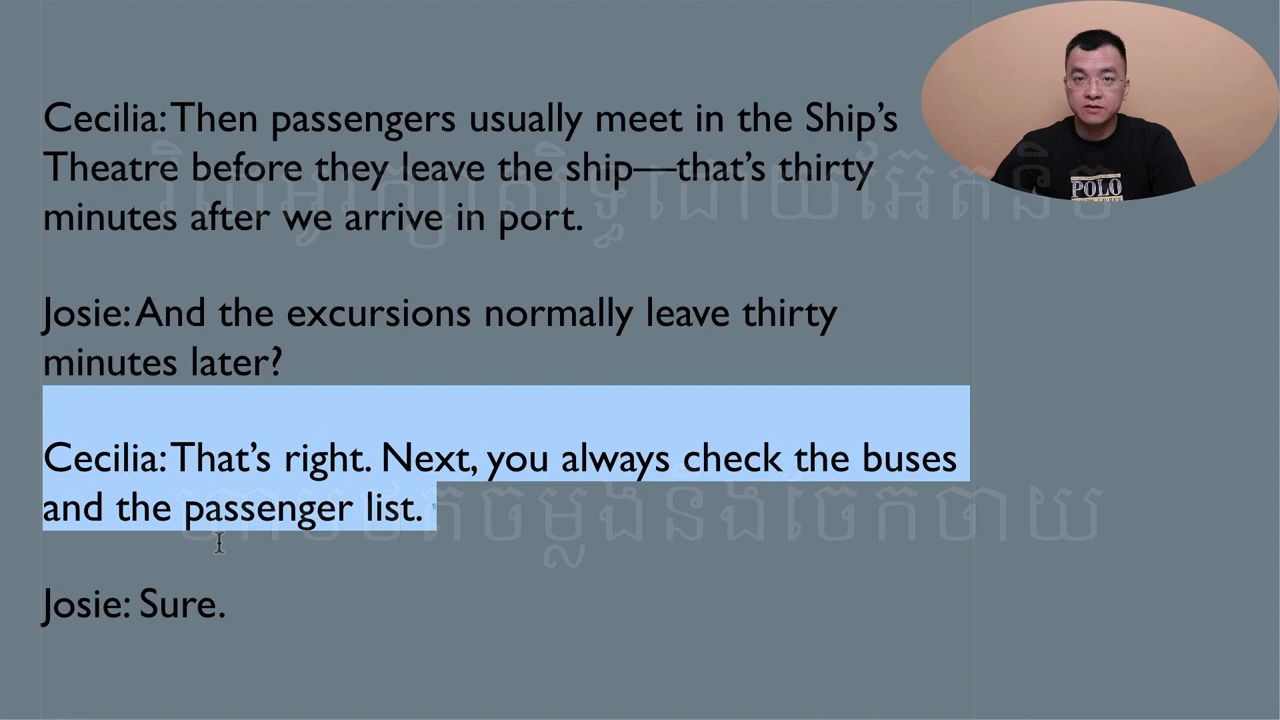 Cecilia: Then passengers usually meet in the Ship's
Theatre before they leave the ship—that's thirty
minutes after we arrive in port.
Josie: And the excursions normally leave thirty
minutes later?
Cecilia: That's right. Next, you always check the buses
and the passenger list.
Josie: Sure.
POLO